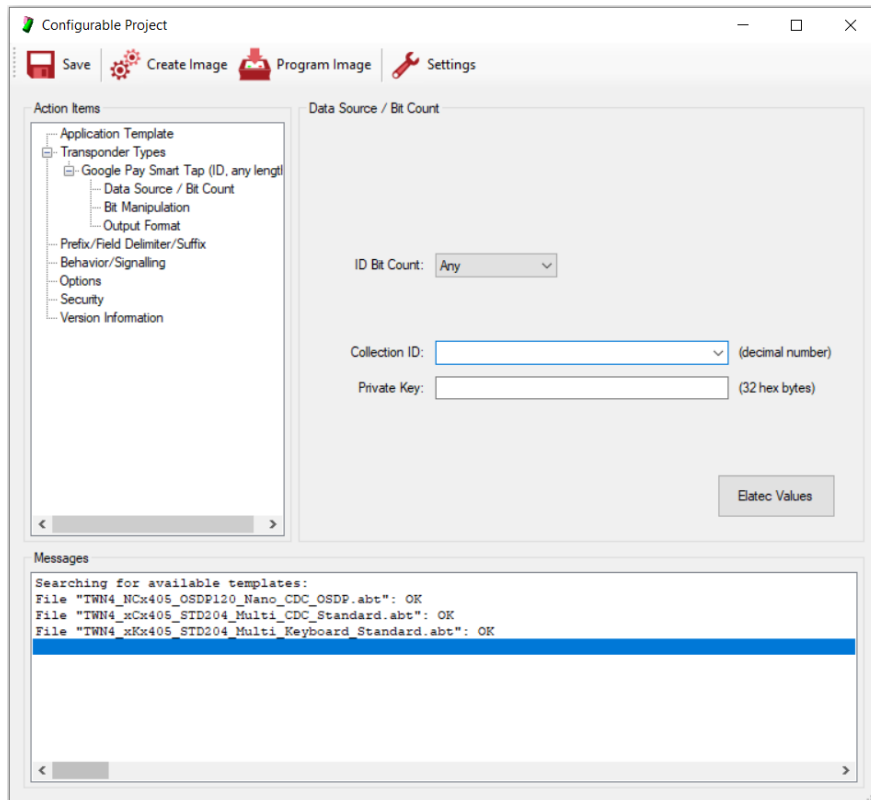 Configurable Project
Save
Create Image
Program Image
Settings
Action Items
Application Template
Transponder Types
Google Pay Smart Tap (ID, any lengt
Data Source / Bit Count
Bit Manipulation
Output Format
Prefix/Field Delimiter/Suffix
Behavior/Signalling
Options
Security
Version Information
Data Source / Bit Count
ID Bit Count: Any
Collection ID: (decimal number)
Private Key: (32 hex bytes)
Elatec Values
Messages
Searching for available templates:
File "TWN4_NCx405_OSDP120_Nano_CDC_OSDP.abt": OK
File "TWN4_xCx405_STD204_Multi_CDC_Standard.abt": OK
File "TWN4_xKx405_STD204_Multi_Keyboard_Standard.abt": OK